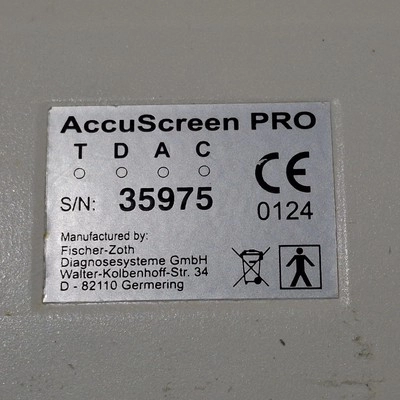 AccuScreen PRO
T D A C
S/N: 35975
CE
0124
Manufactured by:
Fischer-Zoth
Diagnosesysteme GmbH
Walter-Kolbenhoff-Str. 34
D - 82110 Germering